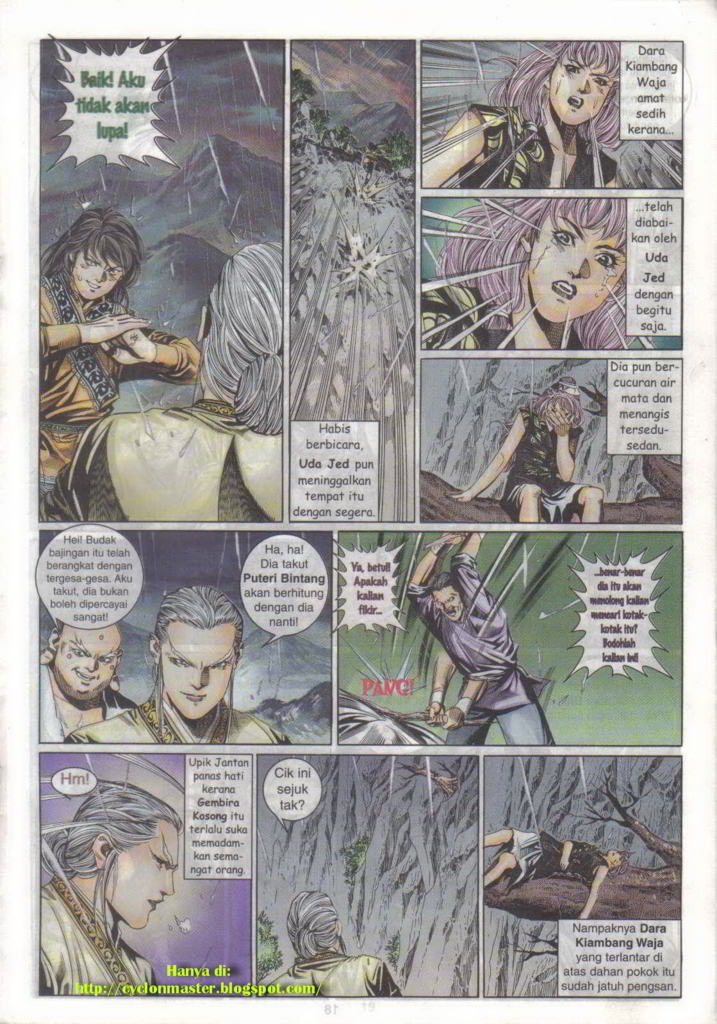 Baik! Aku
tidak akan
lupa!
Habis
berbicara,
Uda Jed pun
meninggalkan
tempat itu
dengan segera.
Dara
Kiambang
Waja
amat
sedih
kerana...
...telah
diabai-
kan oleh
Uda
Jed
dengan
begitu
saja.
Dia pun ber-
cucuran air
mata dan
menangis
tersedu-
sedan.
Hei! Budak
bajingan itu telah
berangkat dengan
tergesa-gesa. Aku
takut, dia bukan
boleh dipercayai
sangat!
Ha, ha!
Dia takut
Puteri Bintang
akan berhitung
dengan dia
nanti!
Ya, betul!
Apakah
kalian
fikir...
...benar-benar
dia itu akan
menolong kalian
mencari kotak-
kotak itu?
Bodohlah
kalian ini!
PANG!
Hm!
Upik Jantan
panas hati
kerana
Gembira
Kosong itu
terlalu suka
memadam-
kan sema-
ngat orang.
Cik ini
sejuk
tak?
Nampaknya Dara
Kiambang Waja
yang terlantar di
atas dahan pokok itu
sudah jatuh pengsan.
Hanya di:
http://cyclonmaster.blogspot.com/